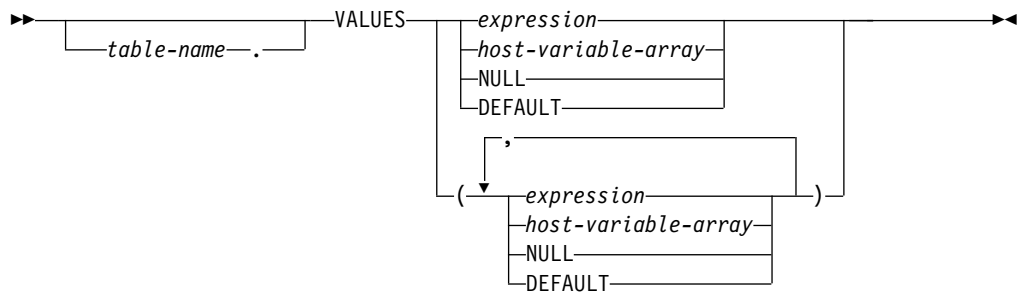 VALUES expression
table-name . host-variable-array
NULL
DEFAULT
,
( expression )
host-variable-array
NULL
DEFAULT